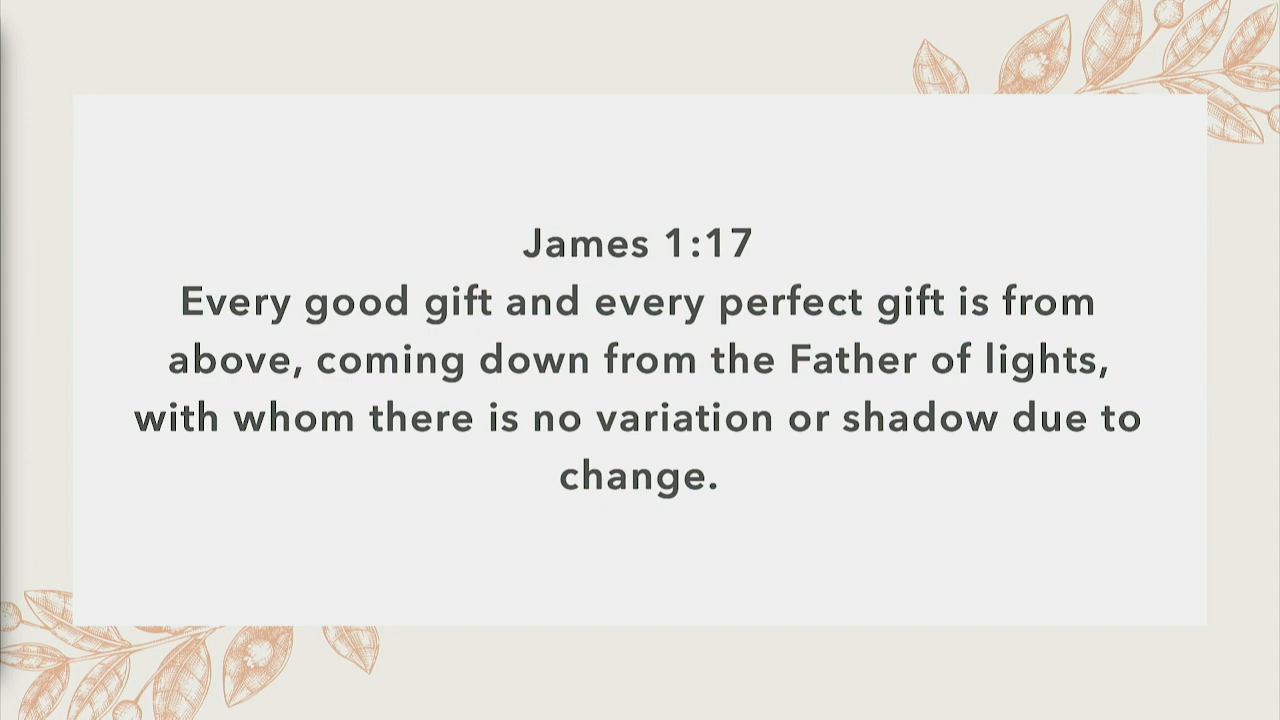 James 1:17
Every good gift and every perfect gift is from
above, coming down from the Father of lights,
with whom there is no variation or shadow due to
change.